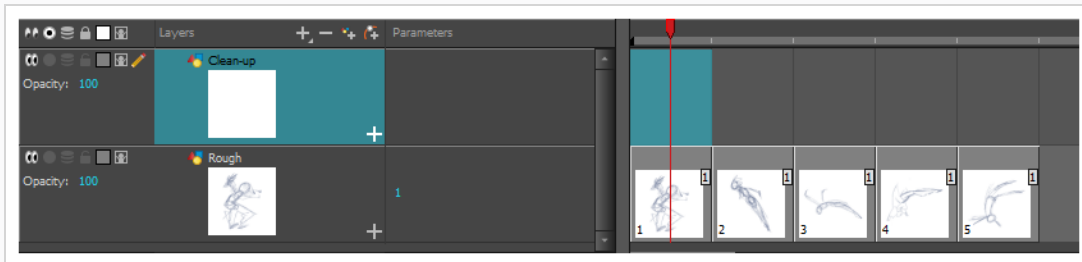 Layers Parameters
Clean-up
Opacity: 100
Rough
Opacity: 100
1
1 1 1 1 1
1 2 3 4 5